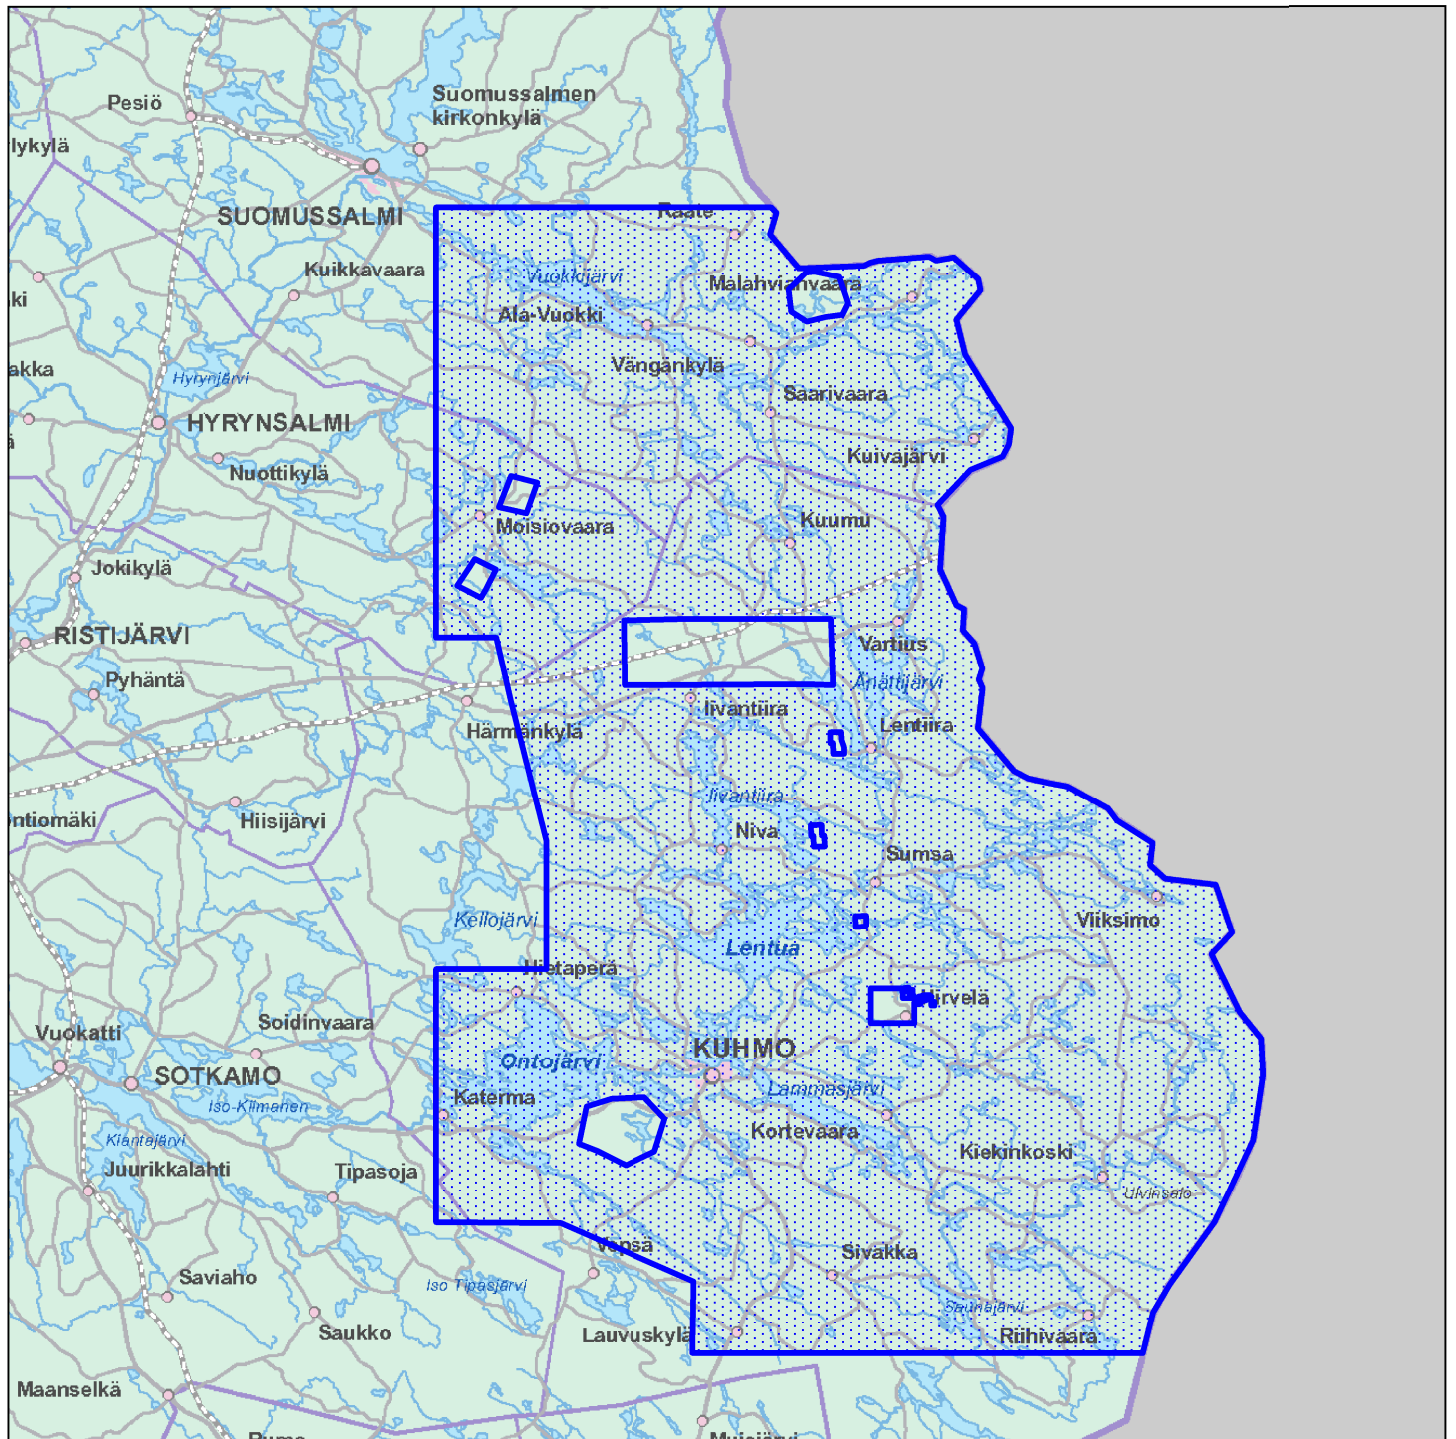 Pesiö
Suomussalmen
kirkonkylä
lykylä
SUOMUSSALMI
Raate
Kuikkavaara
Vuokkijärvi
Malahvianvaara
ki
Ala-Vuokki
Vängänkylä
akka
Hyrynjärvi
Saarivaara
HYRYNSALMI
ä
Kuivajärvi
Nuottikylä
Kuumu
Moisiovaara
Jokikylä
RISTIJÄRVI
Vartius
Pyhäntä
Änättijärvi
Iivantiira
Lentiira
Härmänkylä
Iivantiira
ntiomäki
Hiisijärvi
Niva
Sumsa
Kellojärvi
Viiksimo
Lentua
Hietaperä
Hirvelä
Soidinvaara
Vuokatti
KUHMO
Ontojärvi
SOTKAMO
Lammasjärvi
Katerma
Iso-Kiimanen
Kortevaara
Kiantajärvi
Kiekinkoski
Juurikkalahti
Tipasoja
Ulvinsalo
Vepsä
Sivakka
Saviaho
Iso Tipasjärvi
Saunajärvi
Saukko
Lauvuskylä
Riihivaara
Maanselkä